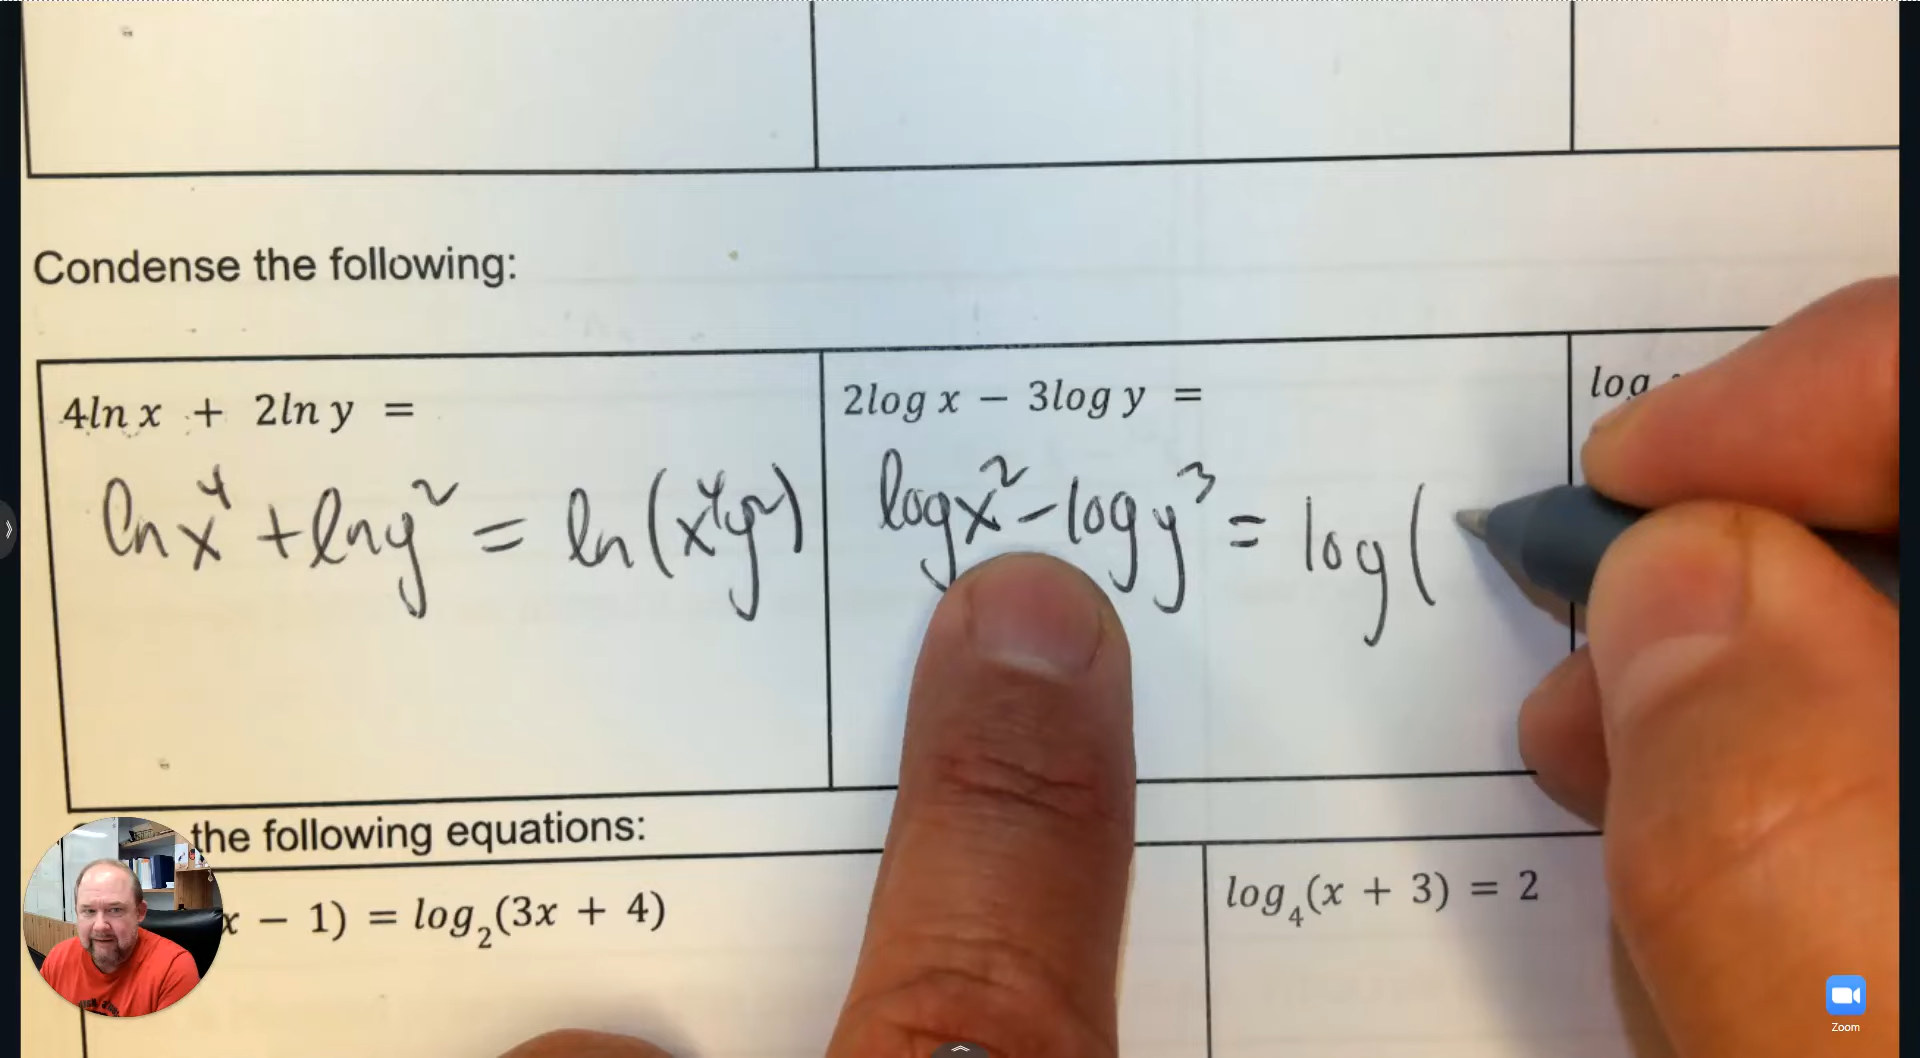 Condense the following:
4ln x + 2ln y =
ln x⁴ + ln y² = ln(x⁴y²)
2log x − 3log y =
log x² − log y³ = log(
log
the following equations:
x − 1) = log₂(3x + 4)
log₄(x + 3) = 2
Zoom